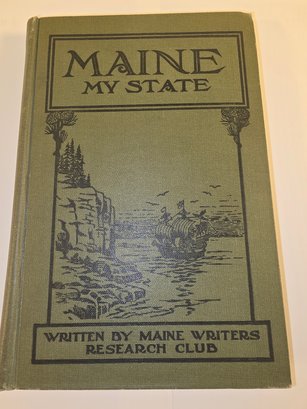 MAINE
MY STATE
WRITTEN BY MAINE WRITERS
RESEARCH CLUB